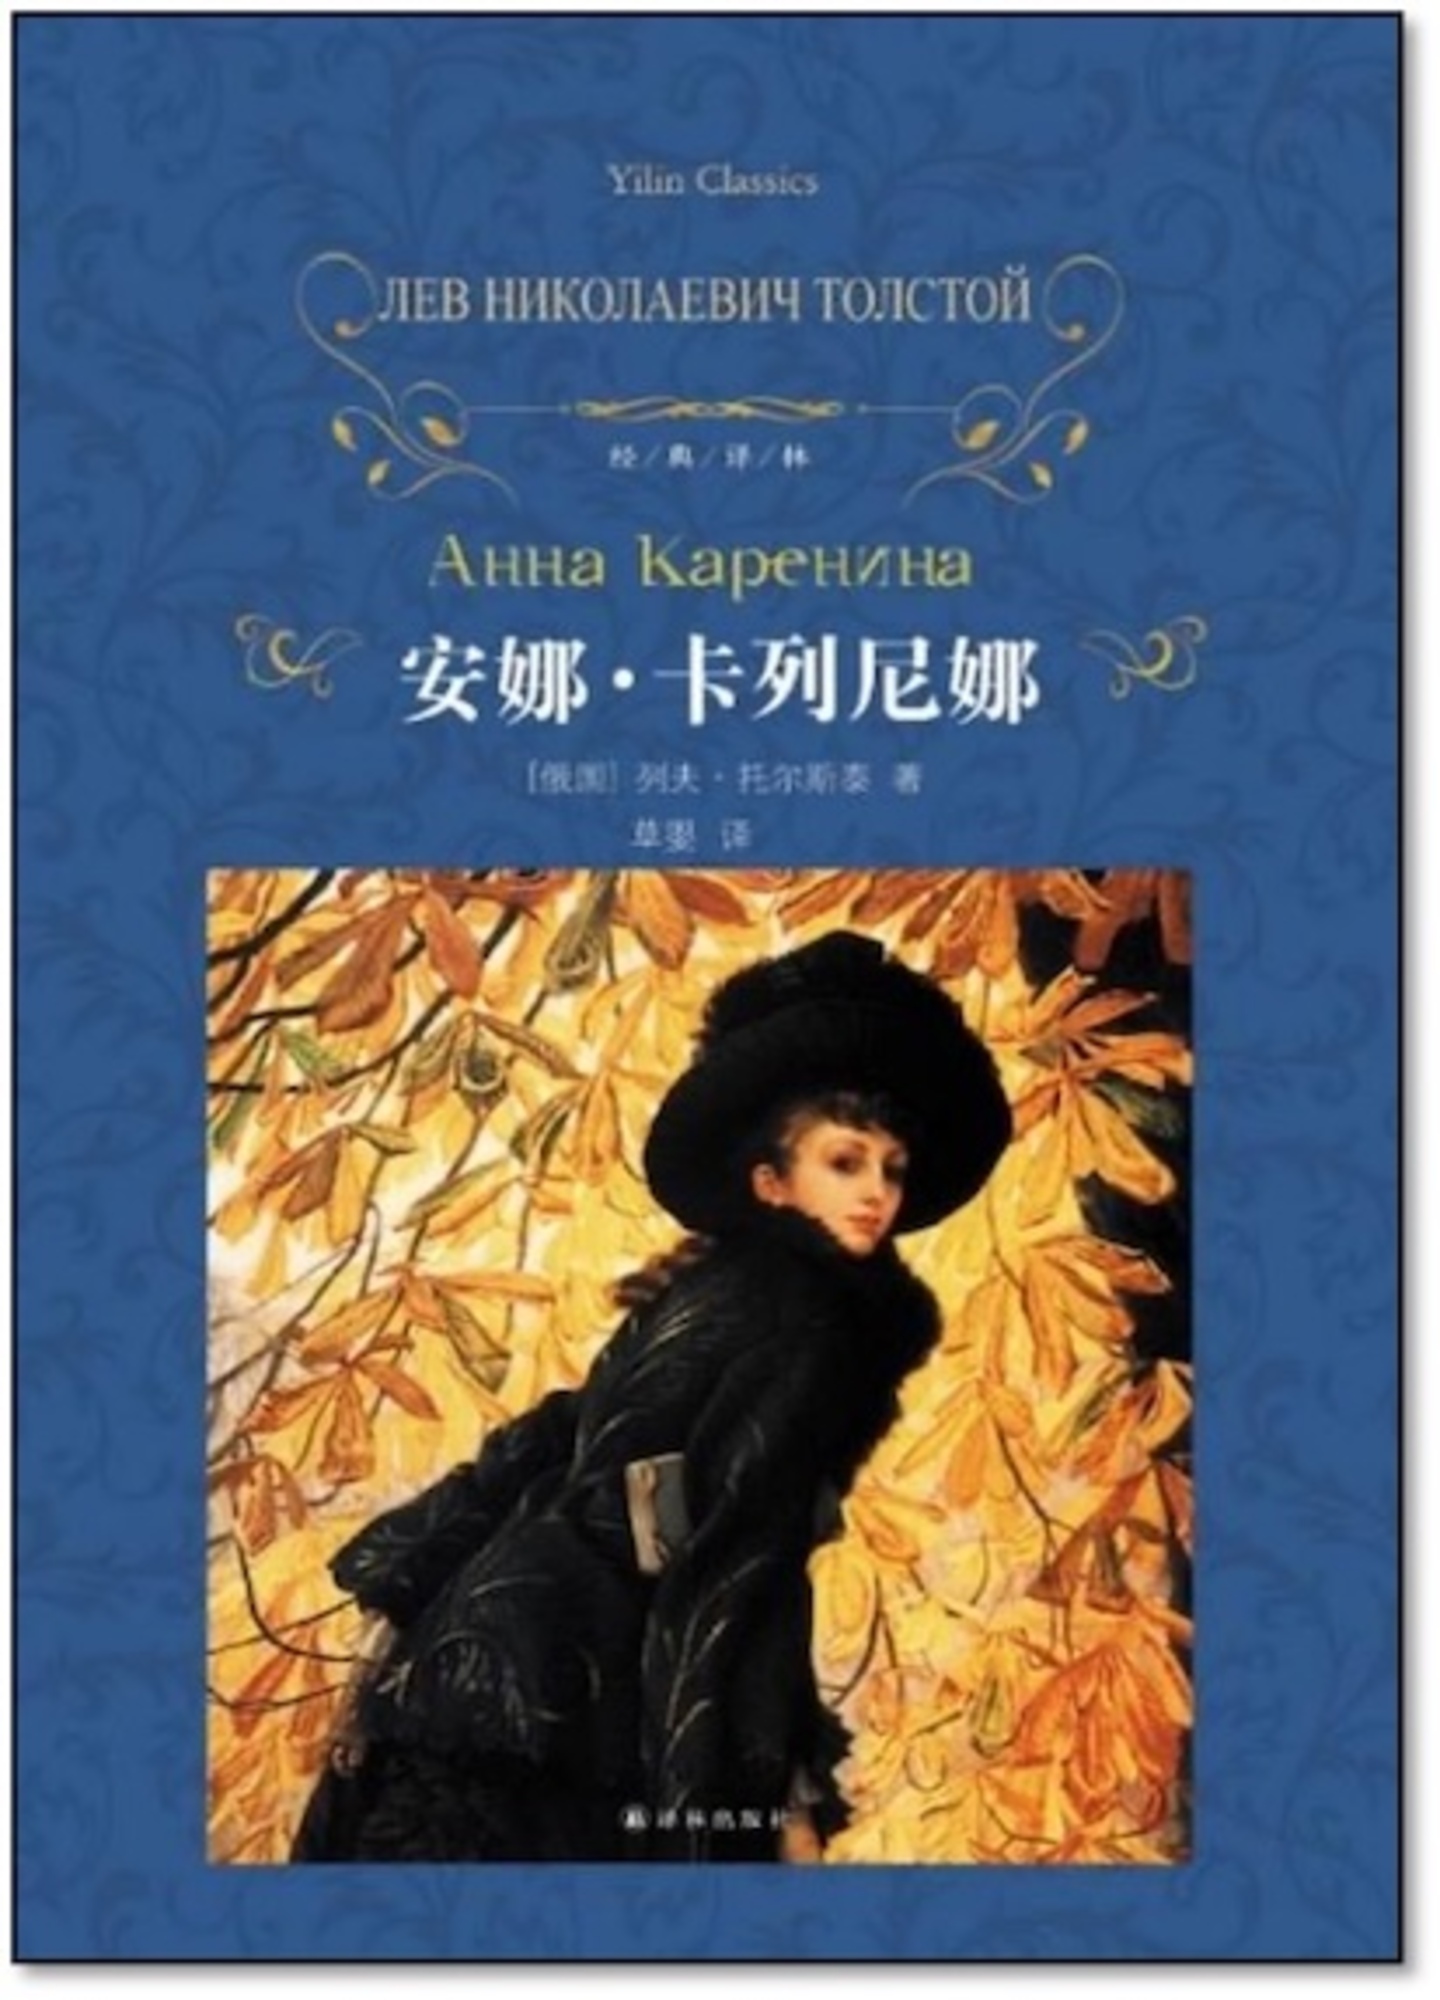 Yilin Classics
ЛЕВ НИКОЛАЕВИЧ ТОЛСТОЙ
经/典/译/林
Анна Каренина
安娜·卡列尼娜
[俄国] 列夫·托尔斯泰 著
草婴 译
译林出版社